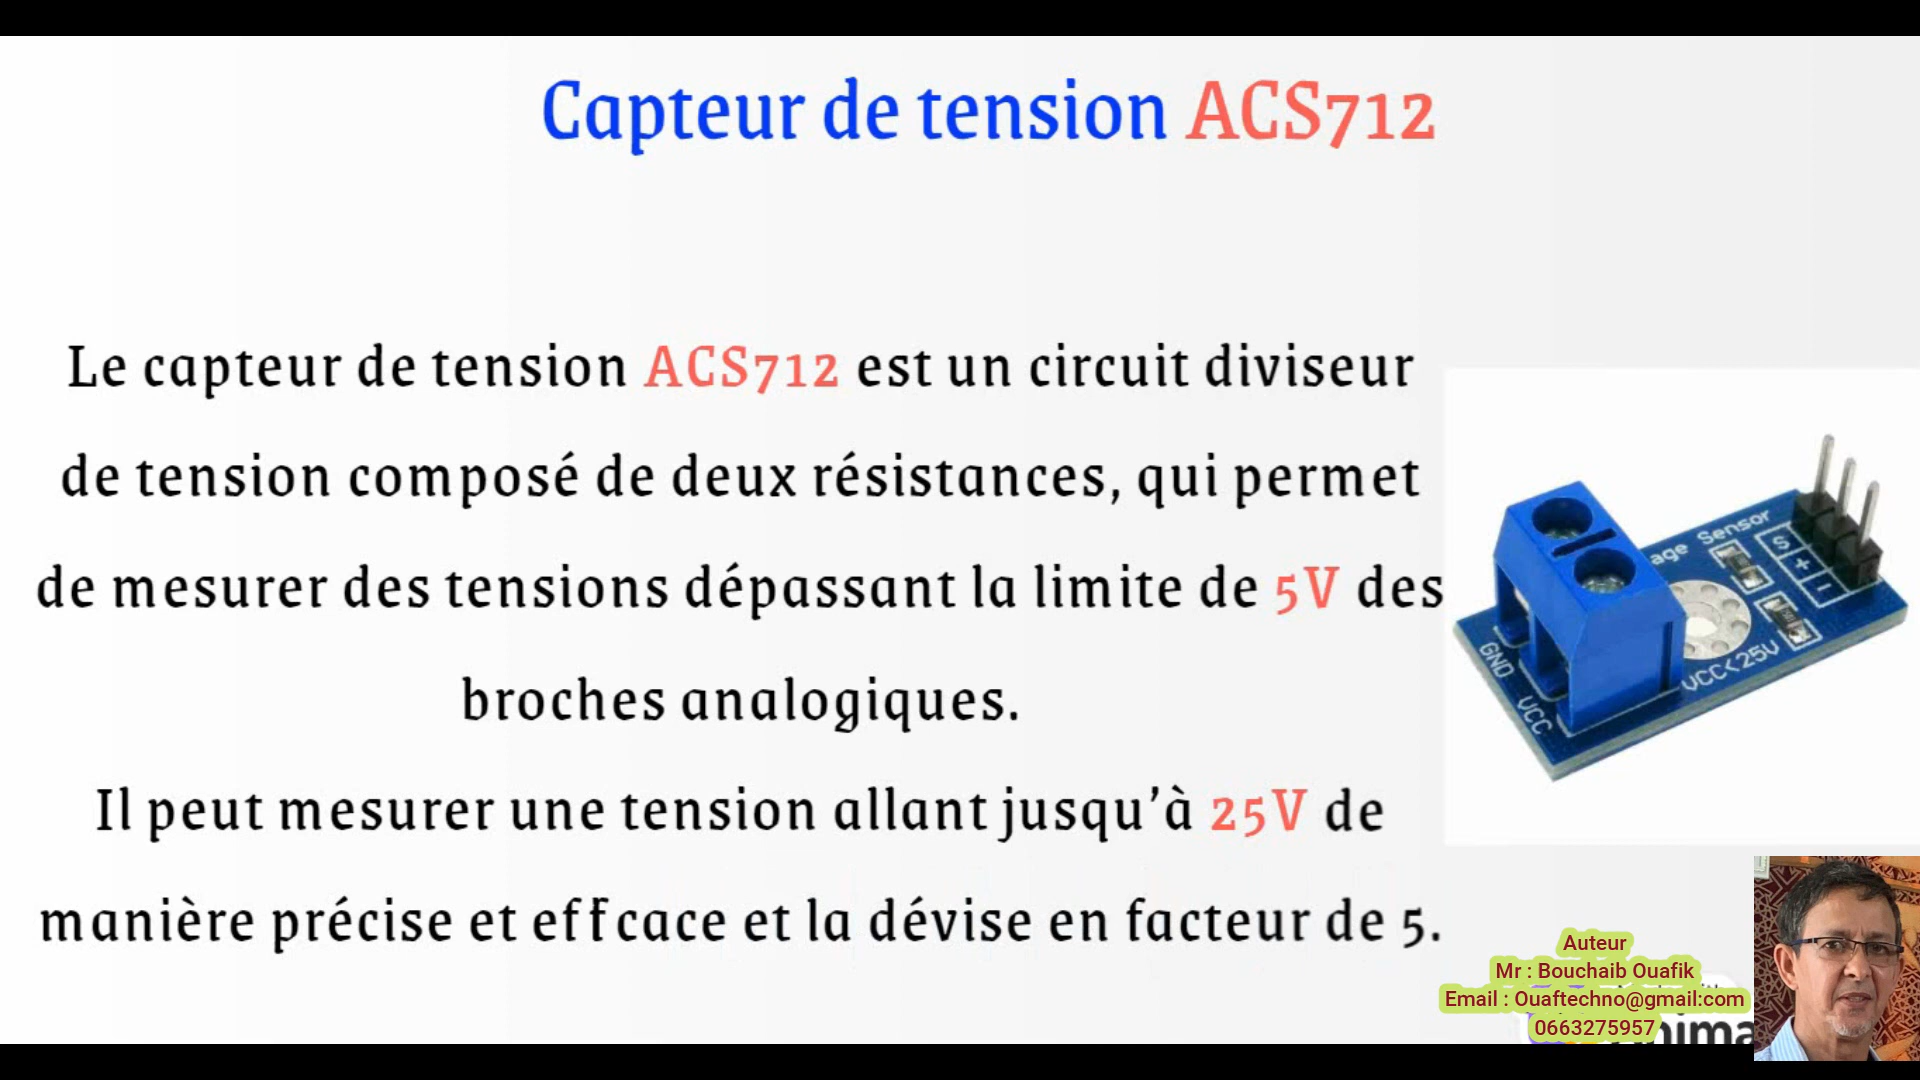 Capteur de tension ACS712
Le capteur de tension ACS712 est un circuit diviseur
de tension composé de deux résistances, qui permet
de mesurer des tensions dépassant la limite de 5V des
broches analogiques.
Il peut mesurer une tension allant jusqu’à 25V de
manière précise et effcace et la dévise en facteur de 5.
age Sensor
S
+
-
VCC<25V
GND
VCC
Auteur
Mr : Bouchaib Ouafik
Email : Ouaftechno@gmail.com
0663275957